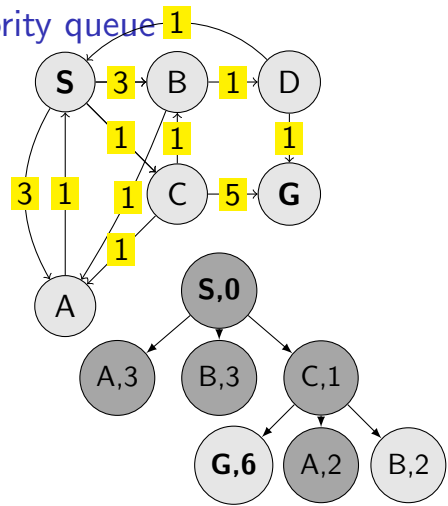 ority queue
1
S 3 B 1 D
1 1 1
3 1 1 C 5 G
1
A
S,0
A,3 B,3 C,1
G,6 A,2 B,2